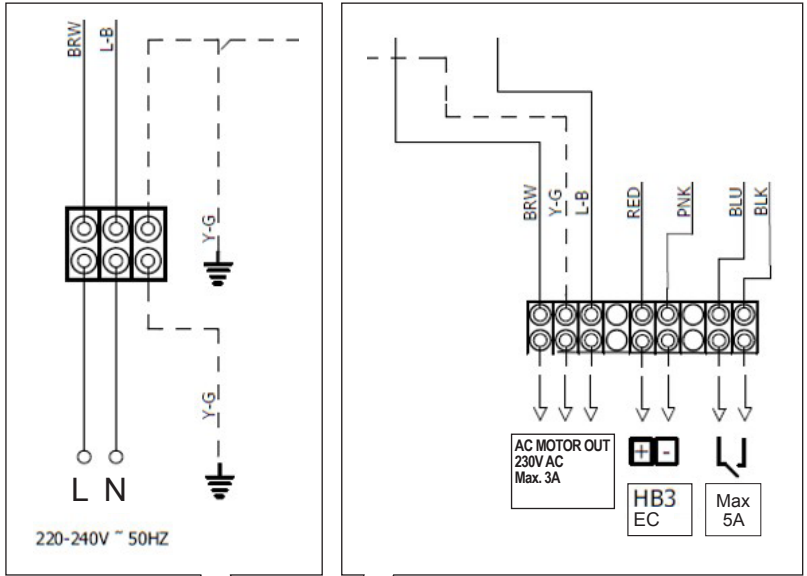 BRW
L-B
Y-G
Y-G
L N
220-240V ~ 50HZ
BRW
Y-G
L-B
RED
PNK
BLU
BLK
AC MOTOR OUT
230V AC
Max. 3A
+ -
HB3
EC
Max
5A